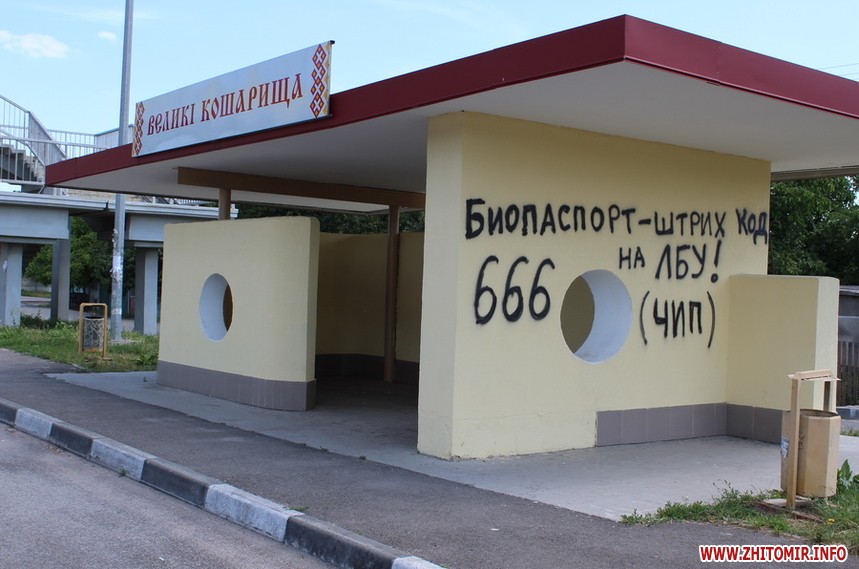 ВЕЛИКІ КОШАРИЩА
БИОПАСПОРТ-ШТРИХ КОД
666 НА ЛБУ!
(ЧИП)
WWW.ZHITOMIR.INFO